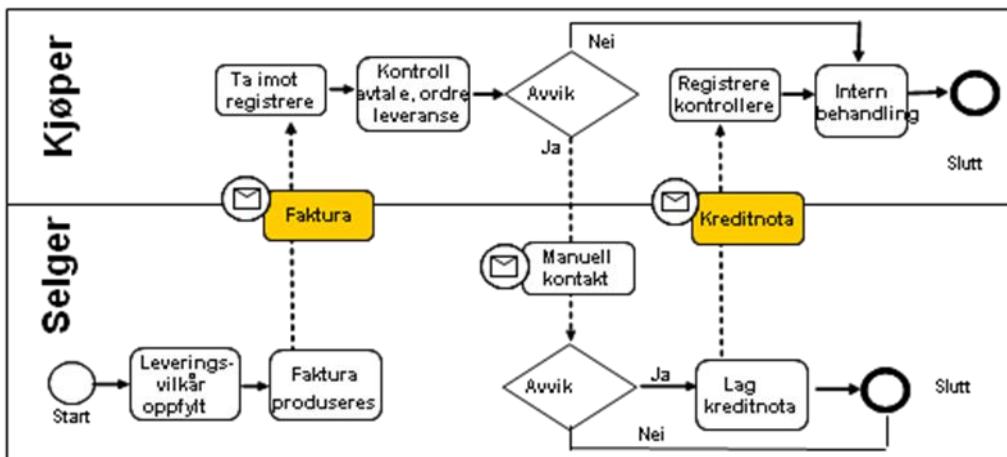 Kjøper
Ta imot
registrere
Kontroll
avtale, ordre
leveranse
Avvik
Nei
Ja
Registrere
kontrollere
Intern
behandling
Slutt
Faktura
Kreditnota
Selger
Manuell
kontakt
Start
Leverings-
vilkår
oppfylt
Faktura
produseres
Avvik
Ja
Nei
Lag
kreditnota
Slutt